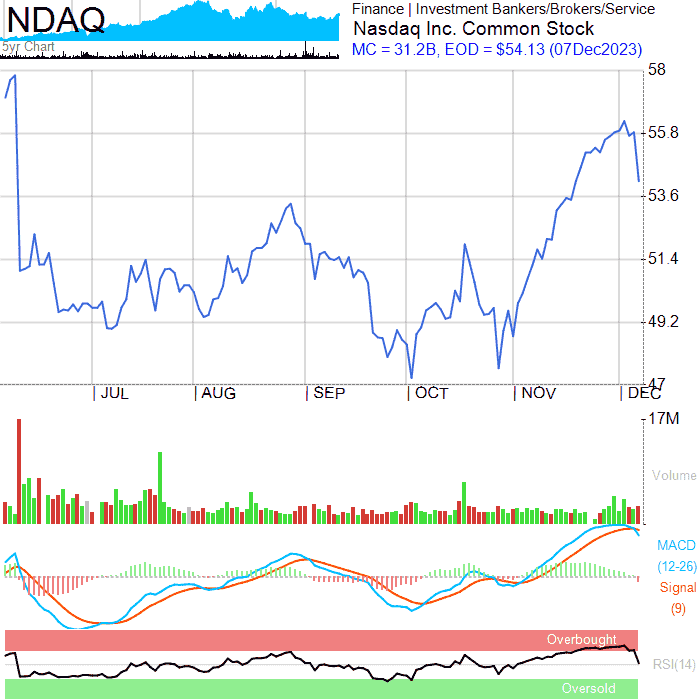 NDAQ
5yr Chart
Finance | Investment Bankers/Brokers/Service
Nasdaq Inc. Common Stock
MC = 31.2B, EOD = $54.13 (07Dec2023)
58
55.8
53.6
51.4
49.2
47
JUL
AUG
SEP
OCT
NOV
DEC
17M
Volume
MACD
(12-26)
Signal
(9)
Overbought
RSI(14)
Oversold